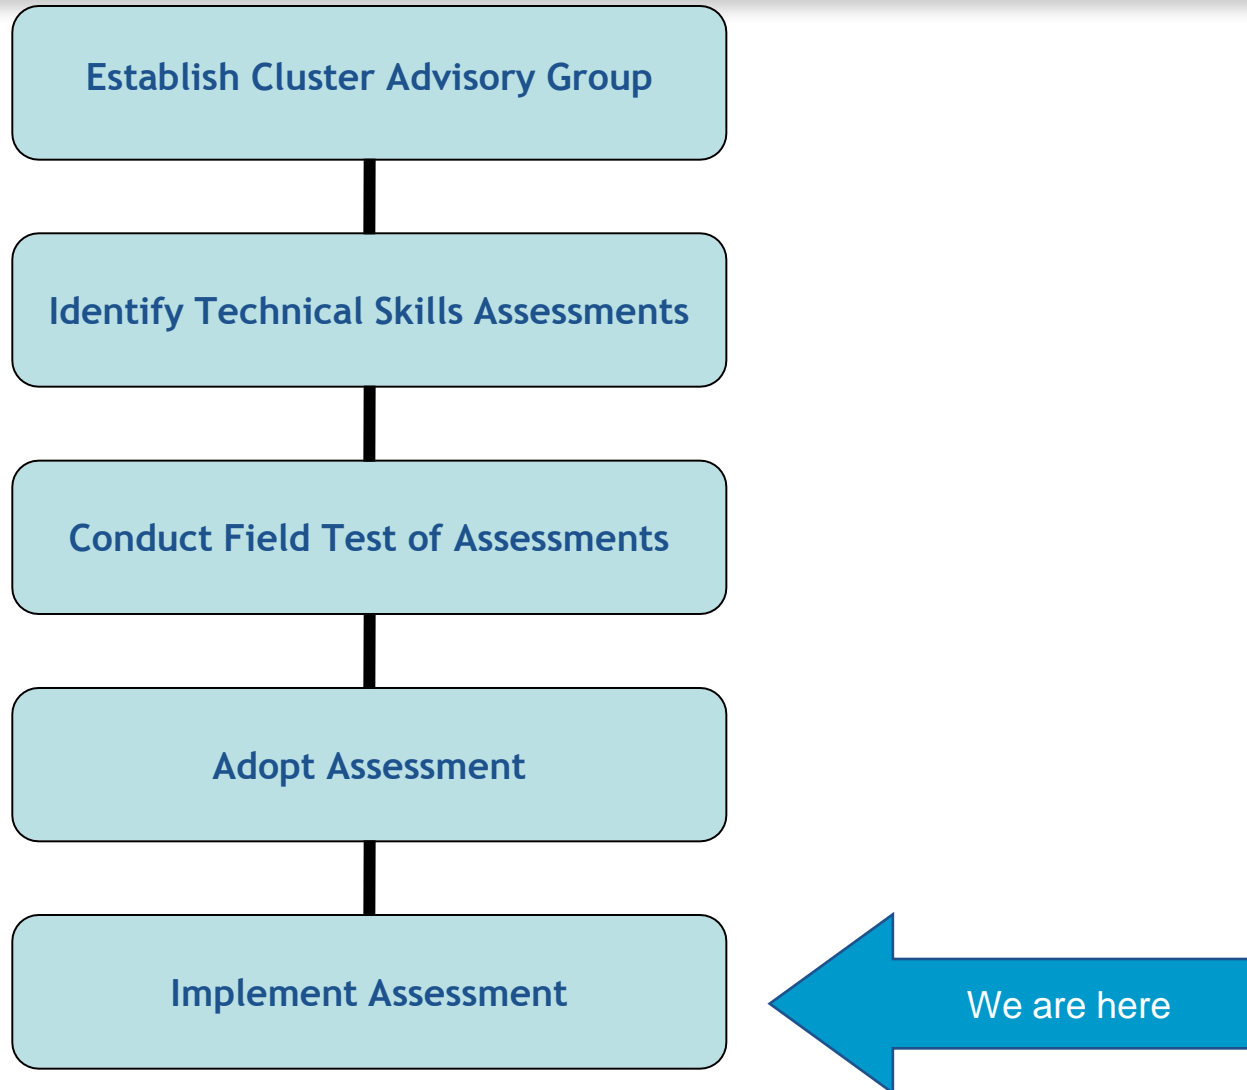 Establish Cluster Advisory Group
Identify Technical Skills Assessments
Conduct Field Test of Assessments
Adopt Assessment
Implement Assessment
We are here